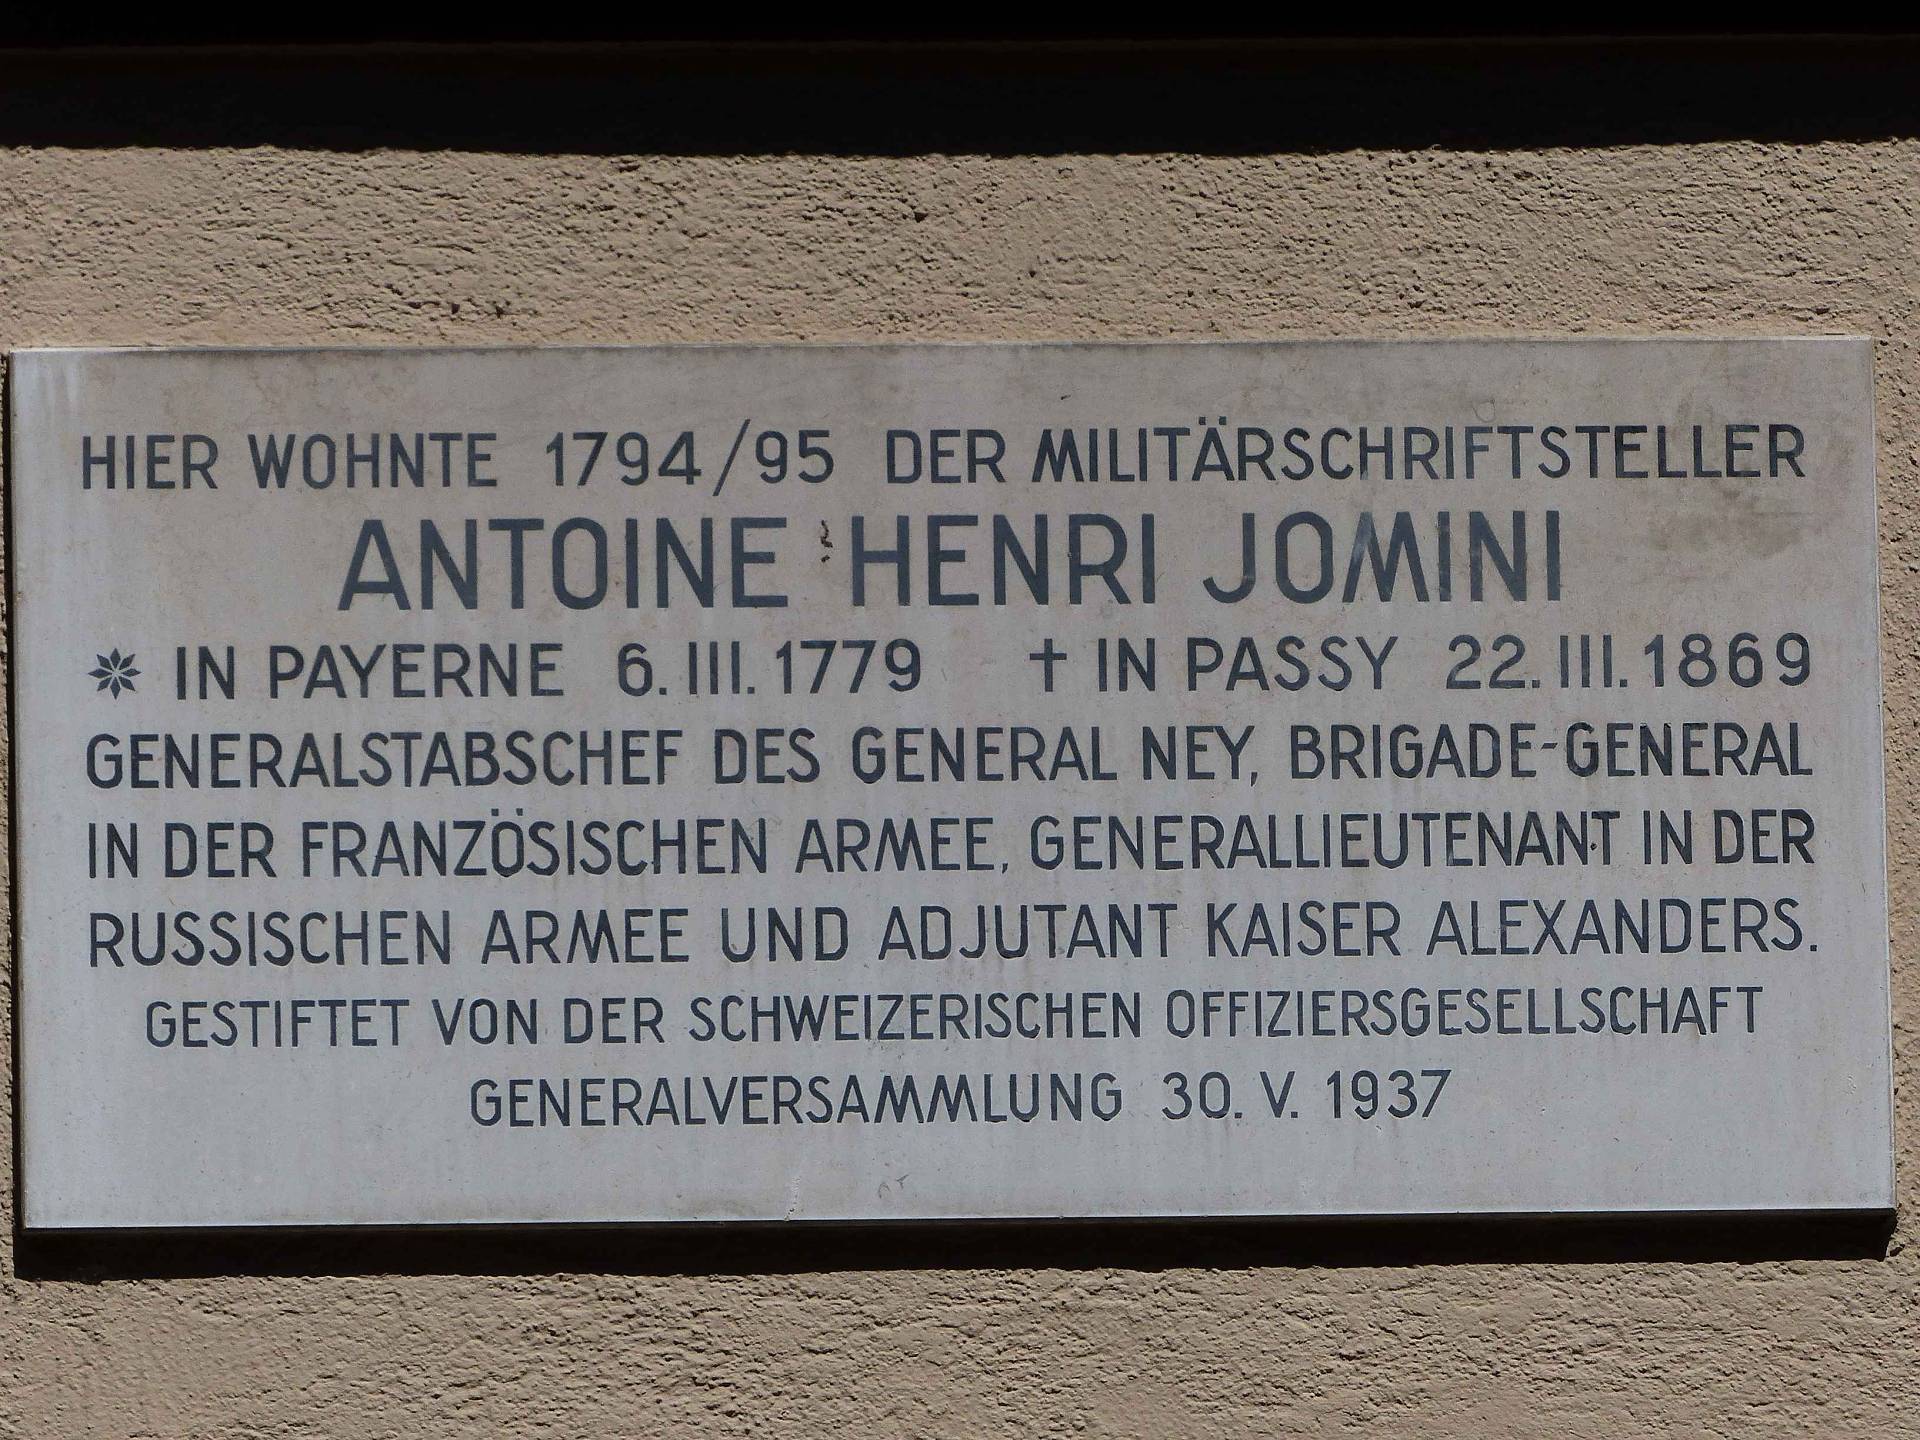 HIER WOHNTE 1794/95 DER MILITÄRSCHRIFTSTELLER
ANTOINE HENRI JOMINI
✻ IN PAYERNE 6.III.1779 † IN PASSY 22.III.1869
GENERALSTABSCHEF DES GENERAL NEY, BRIGADE-GENERAL
IN DER FRANZÖSISCHEN ARMEE, GENERALLIEUTENANT IN DER
RUSSISCHEN ARMEE UND ADJUTANT KAISER ALEXANDERS.
GESTIFTET VON DER SCHWEIZERISCHEN OFFIZIERSGESELLSCHAFT
GENERALVERSAMMLUNG 30. V. 1937